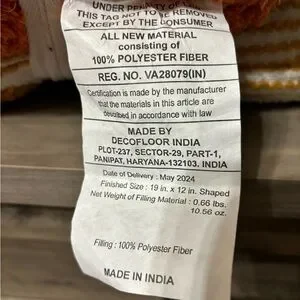 UNDER PENALTY OF
THIS TAG NOT TO BE REMOVED
EXCEPT BY THE CONSUMER
ALL NEW MATERIAL
consisting of
100% POLYESTER FIBER
REG. NO. VA28079(IN)
Certification is made by the manufacturer
that the materials in this article are
described in accordance with law
MADE BY
DECOFLOOR INDIA
PLOT-237, SECTOR-29, PART-1,
PANIPAT, HARYANA-132103. INDIA
Date of Delivery : May 2024
Finished Size : 19 in. x 12 in. Shaped
Net Weight of Filling Material : 0.66 lbs.
10.56 oz.
Filling : 100% Polyester Fiber
MADE IN INDIA